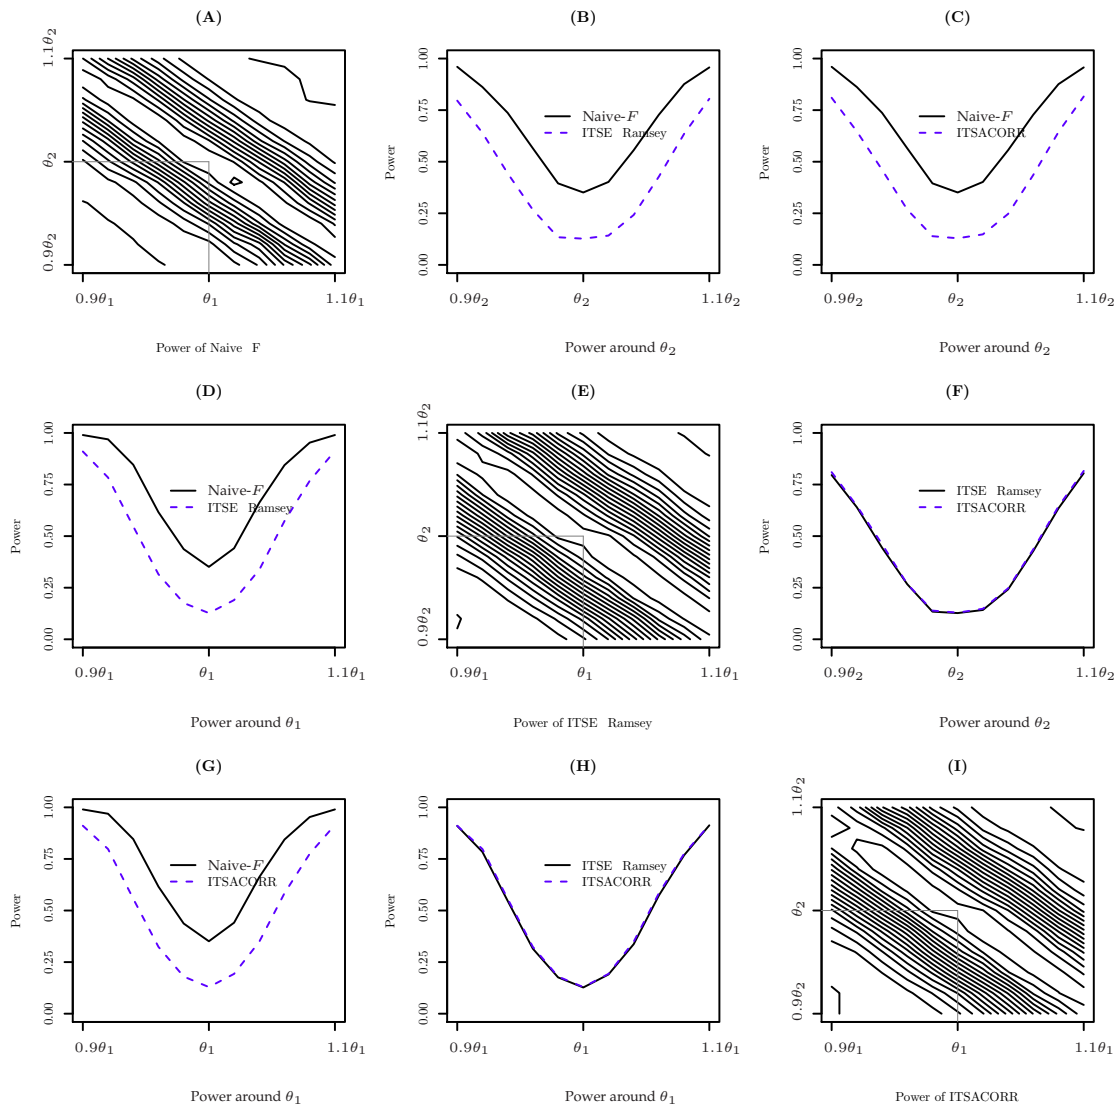 (A)
1.1θ2
θ2
0.9θ2
0.9θ1
θ1
1.1θ1
Power of Naive F
(B)
Power
1.00
0.75
0.50
0.25
0.00
Naive-F
ITSE Ramsey
0.9θ2
θ2
1.1θ2
Power around θ2
(C)
Power
1.00
0.75
0.50
0.25
0.00
Naive-F
ITSACORR
0.9θ2
θ2
1.1θ2
Power around θ2
(D)
Power
1.00
0.75
0.50
0.25
0.00
Naive-F
ITSE Ramsey
0.9θ1
θ1
1.1θ1
Power around θ1
(E)
1.1θ2
θ2
0.9θ2
0.9θ1
θ1
1.1θ1
Power of ITSE Ramsey
(F)
Power
1.00
0.75
0.50
0.25
0.00
ITSE Ramsey
ITSACORR
0.9θ2
θ2
1.1θ2
Power around θ2
(G)
Power
1.00
0.75
0.50
0.25
0.00
Naive-F
ITSACORR
0.9θ1
θ1
1.1θ1
Power around θ1
(H)
Power
1.00
0.75
0.50
0.25
0.00
ITSE Ramsey
ITSACORR
0.9θ1
θ1
1.1θ1
Power around θ1
(I)
1.1θ2
θ2
0.9θ2
0.9θ1
θ1
1.1θ1
Power of ITSACORR